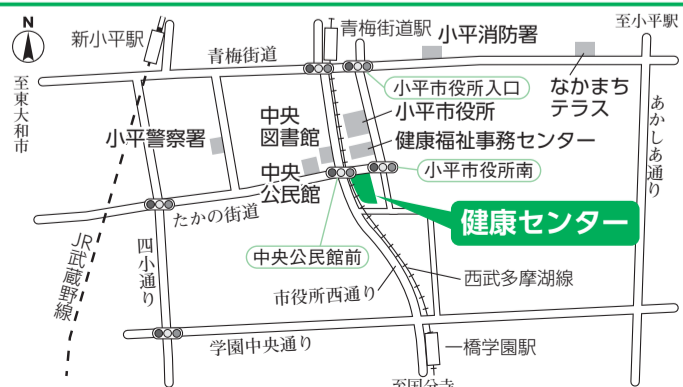 N
新小平駅
青梅街道駅
小平消防署
至小平駅
青梅街道
小平市役所入口
なかまち
テラス
至東大和市
中央
図書館
小平市役所
小平警察署
健康福祉事務センター
あかしあ通り
中央
公民館
小平市役所南
たかの街道
健康センター
四小通り
中央公民館前
JR武蔵野線
市役所西通り
西武多摩湖線
学園中央通り
一橋学園駅
至国分寺